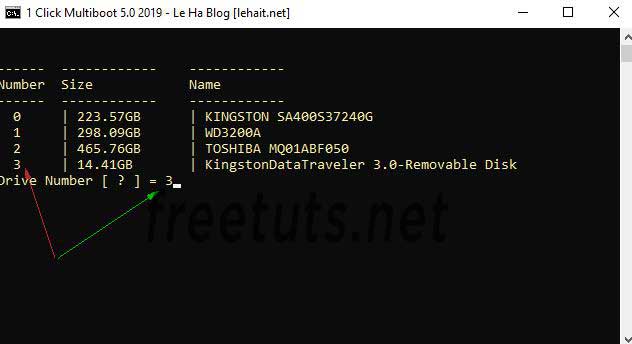 1 Click Multiboot 5.0 2019 - Le Ha Blog [lehait.net]
------ ------------ ------------
Number Size Name
------ ------------ ------------
0 | 223.57GB | KINGSTON SA400S37240G
1 | 298.09GB | WD3200A
2 | 465.76GB | TOSHIBA MQ01ABF050
3 | 14.41GB | KingstonDataTraveler 3.0-Removable Disk
Drive Number [ ? ] = 3
freetuts.net